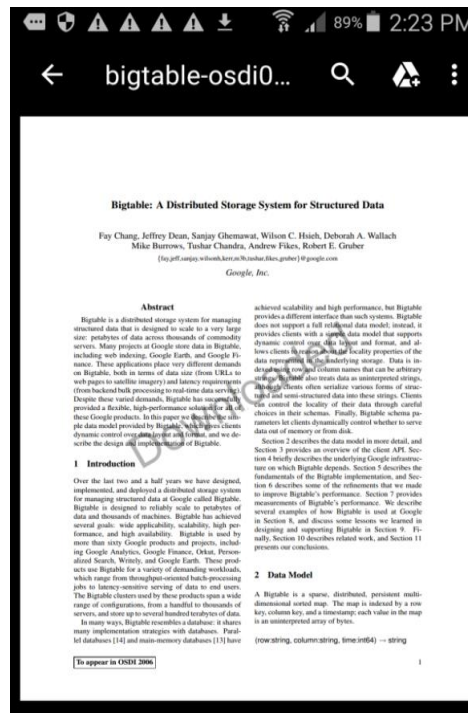 89% 2:23 PM
bigtable-osdi0...
Bigtable: A Distributed Storage System for Structured Data
Fay Chang, Jeffrey Dean, Sanjay Ghemawat, Wilson C. Hsieh, Deborah A. Wallach
Mike Burrows, Tushar Chandra, Andrew Fikes, Robert E. Gruber
{fay,jeff,sanjay,wilsonh,kerr,m3b,tushar,fikes,gruber}@google.com
Google, Inc.
Abstract
Bigtable is a distributed storage system for managing
structured data that is designed to scale to a very large
size: petabytes of data across thousands of commodity
servers. Many projects at Google store data in Bigtable,
including web indexing, Google Earth, and Google Fi-
nance. These applications place very different demands
on Bigtable, both in terms of data size (from URLs to
web pages to satellite imagery) and latency requirements
(from backend bulk processing to real-time data serving).
Despite these varied demands, Bigtable has successfully
provided a flexible, high-performance solution for all of
these Google products. In this paper we describe the sim-
ple data model provided by Bigtable, which gives clients
dynamic control over data layout and format, and we de-
scribe the design and implementation of Bigtable.
1 Introduction
Over the last two and a half years we have designed,
implemented, and deployed a distributed storage system
for managing structured data at Google called Bigtable.
Bigtable is designed to reliably scale to petabytes of
data and thousands of machines. Bigtable has achieved
several goals: wide applicability, scalability, high per-
formance, and high availability. Bigtable is used by
more than sixty Google products and projects, includ-
ing Google Analytics, Google Finance, Orkut, Person-
alized Search, Writely, and Google Earth. These prod-
ucts use Bigtable for a variety of demanding workloads,
which range from throughput-oriented batch-processing
jobs to latency-sensitive serving of data to end users.
The Bigtable clusters used by these products span a wide
range of configurations, from a handful to thousands of
servers, and store up to several hundred terabytes of data.
In many ways, Bigtable resembles a database: it shares
many implementation strategies with databases. Paral-
lel databases [14] and main-memory databases [13] have
achieved scalability and high performance, but Bigtable
provides a different interface than such systems. Bigtable
does not support a full relational data model; instead, it
provides clients with a simple data model that supports
dynamic control over data layout and format, and al-
lows clients to reason about the locality properties of the
data represented in the underlying storage. Data is in-
dexed using row and column names that can be arbitrary
strings. Bigtable also treats data as uninterpreted strings,
although clients often serialize various forms of struc-
tured and semi-structured data into these strings. Clients
can control the locality of their data through careful
choices in their schemas. Finally, Bigtable schema pa-
rameters let clients dynamically control whether to serve
data out of memory or from disk.
Section 2 describes the data model in more detail, and
Section 3 provides an overview of the client API. Sec-
tion 4 briefly describes the underlying Google infrastruc-
ture on which Bigtable depends. Section 5 describes the
fundamentals of the Bigtable implementation, and Sec-
tion 6 describes some of the refinements that we made
to improve Bigtable's performance. Section 7 provides
measurements of Bigtable's performance. We describe
several examples of how Bigtable is used at Google
in Section 8, and discuss some lessons we learned in
designing and supporting Bigtable in Section 9. Fi-
nally, Section 10 describes related work, and Section 11
presents our conclusions.
2 Data Model
A Bigtable is a sparse, distributed, persistent multi-
dimensional sorted map. The map is indexed by a row
key, column key, and a timestamp; each value in the map
is an uninterpreted array of bytes.
(row:string, column:string, time:int64) → string
To appear in OSDI 2006
1